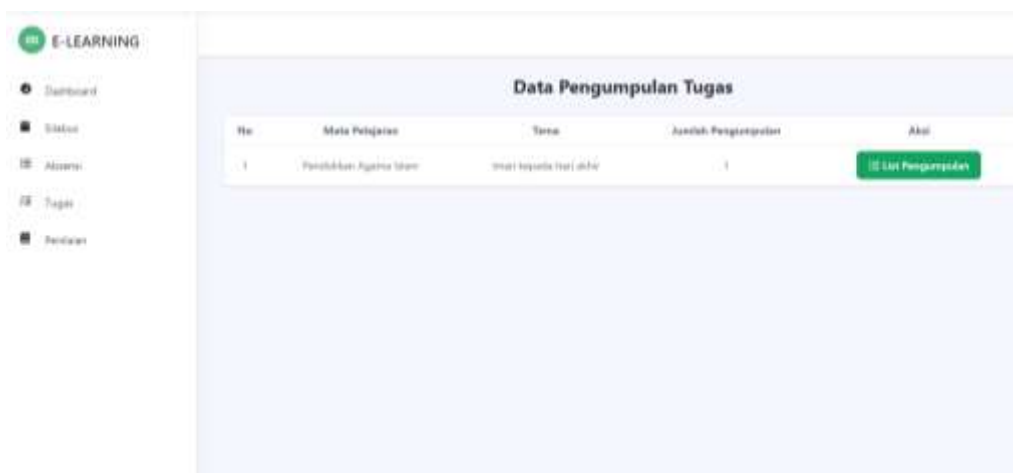 E-LEARNING
Dashboard
Silabus
Absensi
Tugas
Penilaian
Data Pengumpulan Tugas
No Mata Pelajaran Tema Jumlah Pengumpulan Aksi
1 Pendidikan Agama Islam Iman kepada Hari akhir 1 List Pengumpulan